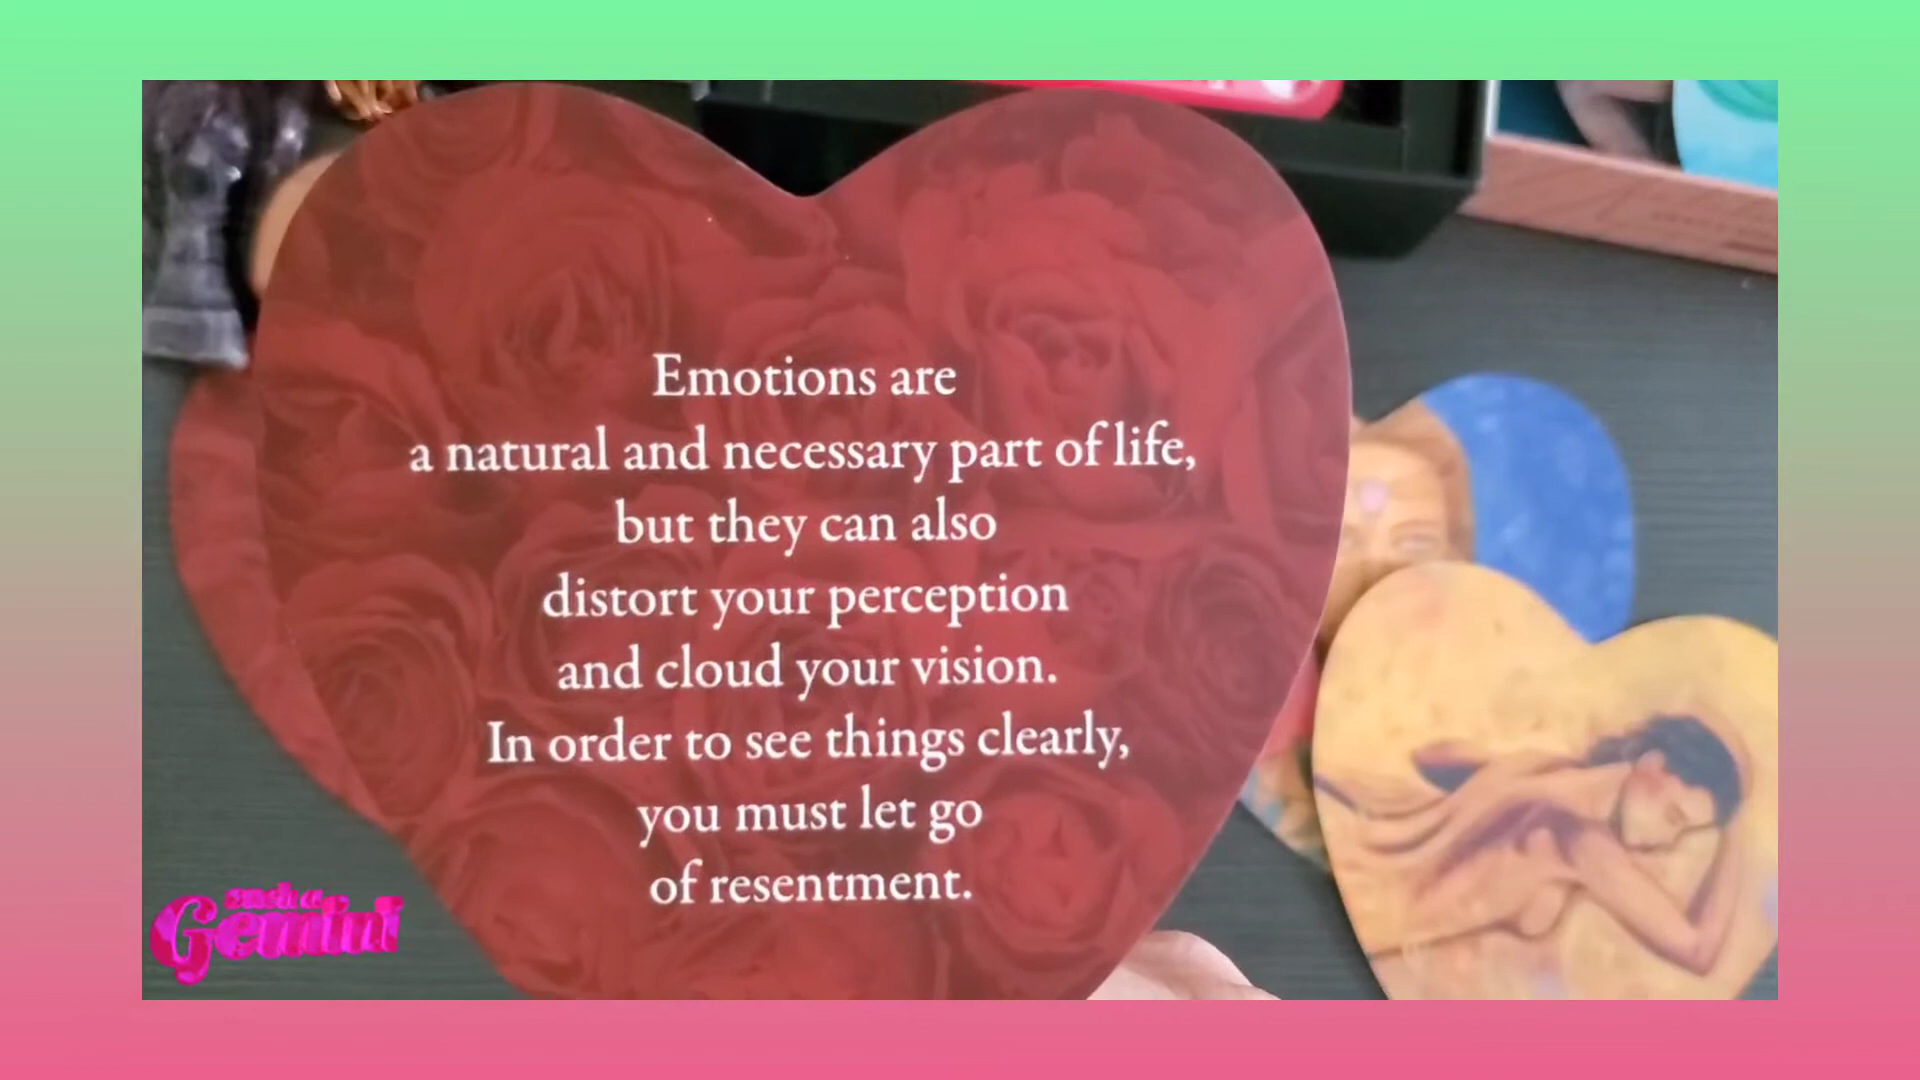 Emotions are
a natural and necessary part of life,
but they can also
distort your perception
and cloud your vision.
In order to see things clearly,
you must let go
of resentment.
such a
Gemini